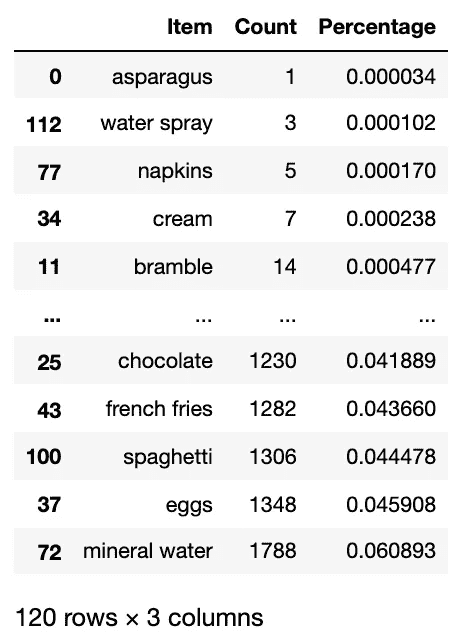 Item Count Percentage
0 asparagus 1 0.000034
112 water spray 3 0.000102
77 napkins 5 0.000170
34 cream 7 0.000238
11 bramble 14 0.000477
... ... ... ...
25 chocolate 1230 0.041889
43 french fries 1282 0.043660
100 spaghetti 1306 0.044478
37 eggs 1348 0.045908
72 mineral water 1788 0.060893
120 rows × 3 columns